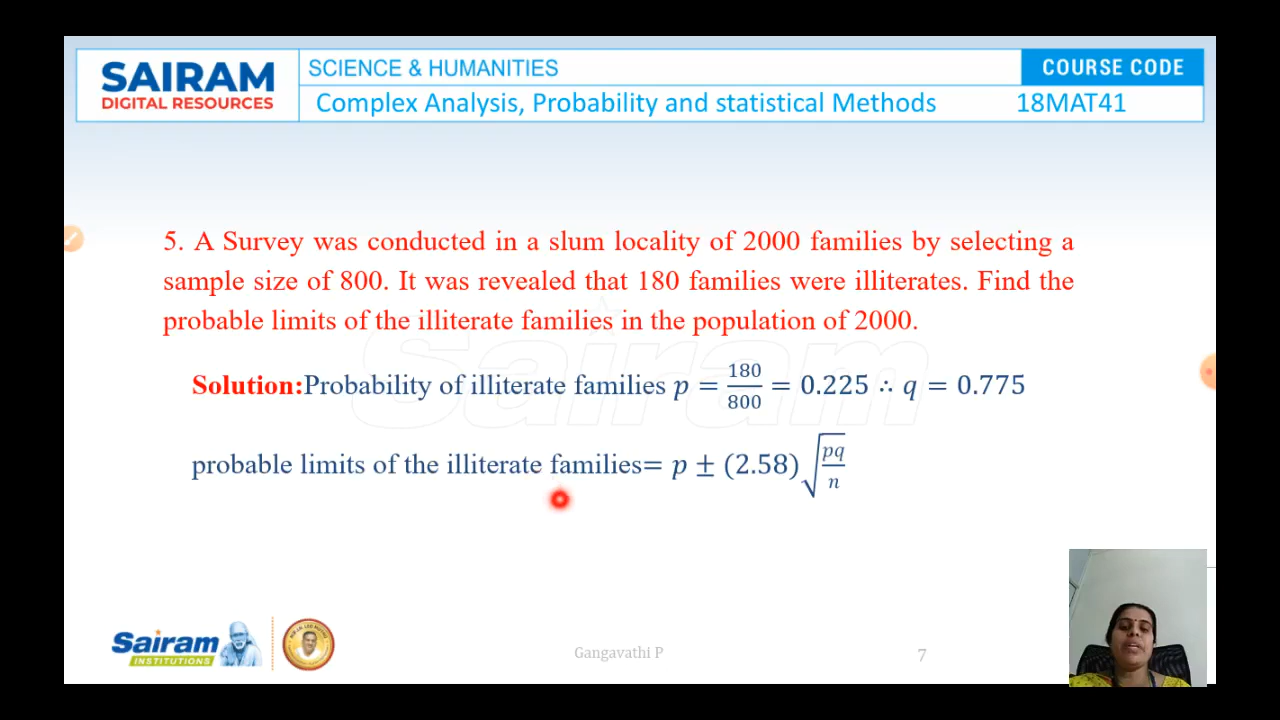 SAIRAM
DIGITAL RESOURCES
SCIENCE & HUMANITIES
COURSE CODE
Complex Analysis, Probability and statistical Methods
18MAT41
5. A Survey was conducted in a slum locality of 2000 families by selecting a
sample size of 800. It was revealed that 180 families were illiterates. Find the
probable limits of the illiterate families in the population of 2000.
Sairam
Solution:Probability of illiterate families p = 180/800 = 0.225 ∴ q = 0.775
probable limits of the illiterate families= p ± (2.58)√(pq/n)
Sairam
INSTITUTIONS
Gangavathi P
7